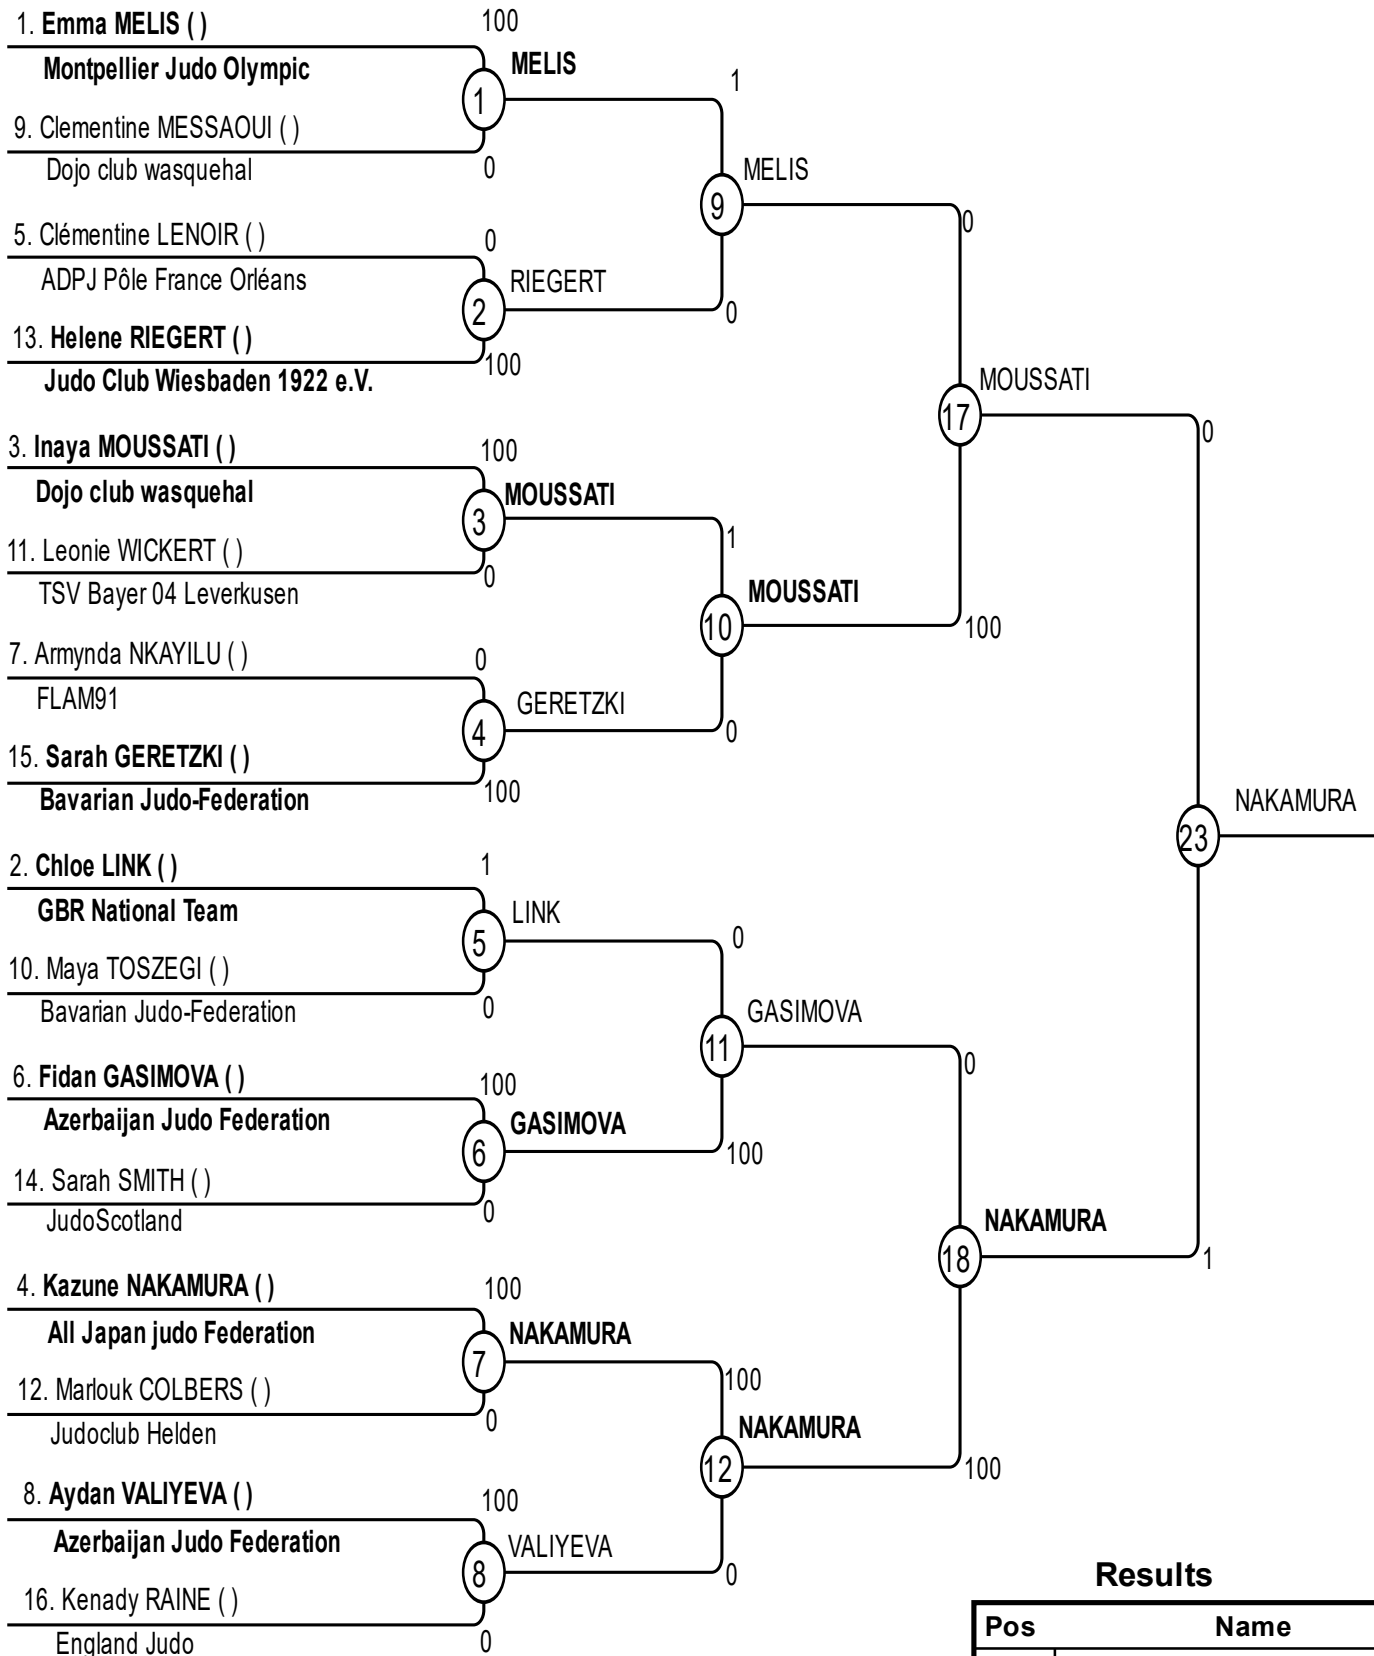 1. Emma MELIS ( )
100
Montpellier Judo Olympic
MELIS
1
1
9. Clementine MESSAOUI ( )
Dojo club wasquehal
0
MELIS
9
0
5. Clémentine LENOIR ( )
0
ADPJ Pôle France Orléans
RIEGERT
2
0
13. Helene RIEGERT ( )
100
Judo Club Wiesbaden 1922 e.V.
MOUSSATI
17
0
3. Inaya MOUSSATI ( )
100
Dojo club wasquehal
MOUSSATI
3
1
11. Leonie WICKERT ( )
0
TSV Bayer 04 Leverkusen
MOUSSATI
10
100
7. Armynda NKAYILU ( )
0
FLAM91
GERETZKI
4
0
15. Sarah GERETZKI ( )
100
Bavarian Judo-Federation
NAKAMURA
23
2. Chloe LINK ( )
1
GBR National Team
LINK
5
0
10. Maya TOSZEGI ( )
Bavarian Judo-Federation
0
GASIMOVA
11
0
6. Fidan GASIMOVA ( )
100
Azerbaijan Judo Federation
GASIMOVA
6
100
14. Sarah SMITH ( )
JudoScotland
0
NAKAMURA
18
1
4. Kazune NAKAMURA ( )
100
All Japan judo Federation
NAKAMURA
7
100
12. Marlouk COLBERS ( )
0
Judoclub Helden
NAKAMURA
12
100
8. Aydan VALIYEVA ( )
100
Azerbaijan Judo Federation
VALIYEVA
8
0
16. Kenady RAINE ( )
England Judo
0
Results
Pos Name